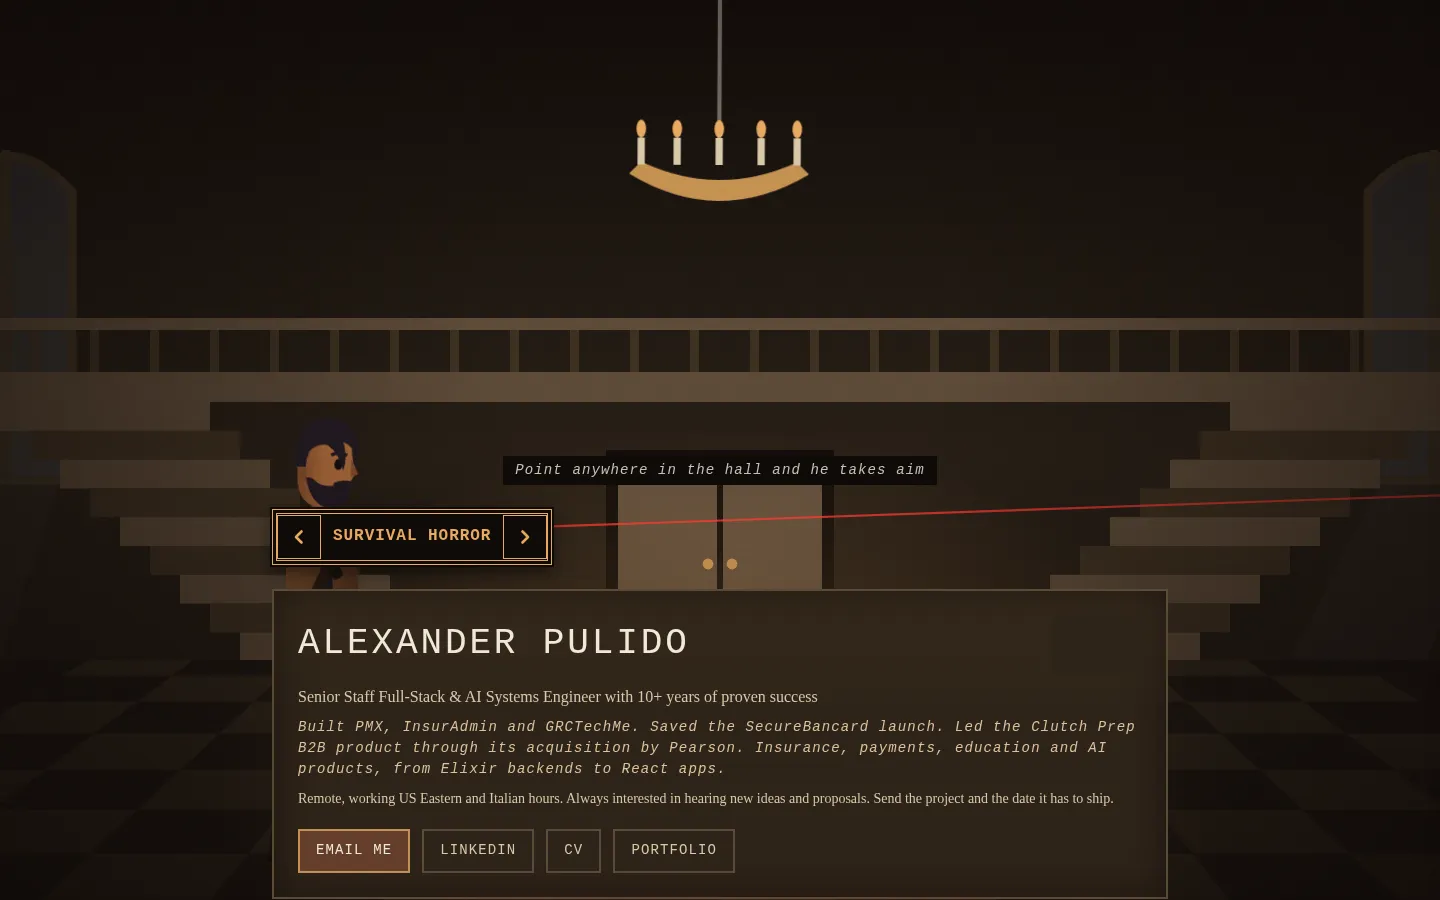 Point anywhere in the hall and he takes aim
SURVIVAL HORROR
ALEXANDER PULIDO
Senior Staff Full-Stack & AI Systems Engineer with 10+ years of proven success
Built PMX, InsurAdmin and GRCTechMe. Saved the SecureBancard launch. Led the Clutch Prep
B2B product through its acquisition by Pearson. Insurance, payments, education and AI
products, from Elixir backends to React apps.
Remote, working US Eastern and Italian hours. Always interested in hearing new ideas and proposals. Send the project and the date it has to ship.
EMAIL ME
LINKEDIN
CV
PORTFOLIO